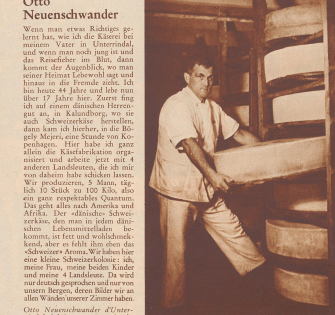 Otto
Neuenschwander
Wenn man etwas Richtiges ge-
lernt hat, wie ich die Käserei bei
meinem Vater in Unterrindal,
und wenn man noch jung ist und
das Reisefieber im Blut, dann
kommt der Augenblick, wo man
seiner Heimat Lebewohl sagt und
hinaus in die Fremde zieht. Ich
bin heute 44 Jahre und lebe nun
über 17 Jahre hier. Zuerst fing
ich auf einem dänischen Herren-
gut an, in Kalundborg, wo sie
auch Schweizerkäse herstellen,
dann kam ich hierher, in die Bö-
gely Mejeri, eine Stunde von Ko-
penhagen. Hier habe ich ganz
allein die Käsefabrikation orga-
nisiert und arbeite jetzt mit 4
anderen Landsleuten, die ich mir
von daheim habe schicken lassen.
Wir produzieren, 5 Mann, täg-
lich 10 Stück zu 100 Kilo, also
ein ganz respektables Quantum.
Das geht alles nach Amerika und
Afrika. Der «dänische» Schwei-
zerkäse, den man in jedem däni-
schen Lebensmittelladen be-
kommt, ist fett und wohlschmek-
kend, aber es fehlt ihm eben das
«Schweizer» Aroma. Wir haben hier
eine kleine Schweizerkolonie: ich,
meine Frau, meine beiden Kinder
und meine 4 Landsleute. Da wird
nur deutsch gesprochen und nur von
unsern Bergen, deren Bilder wir an
allen Wänden unserer Zimmer haben.
Otto Neuenschwander d'Unter-